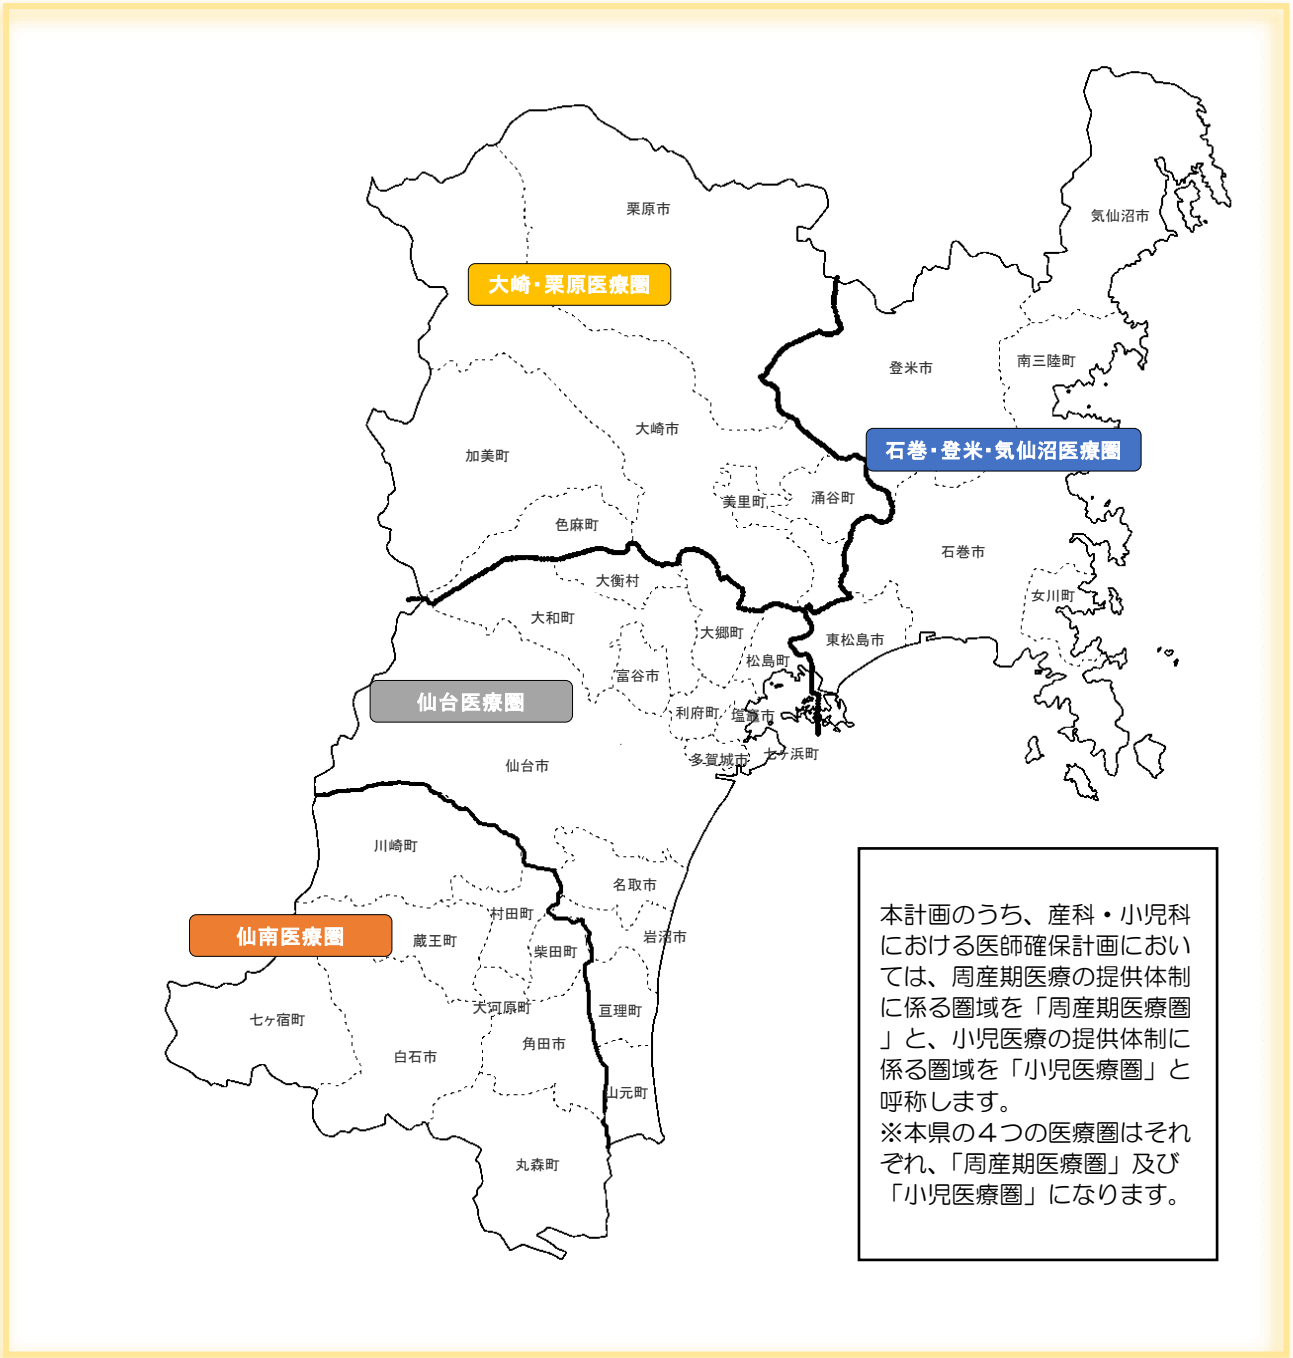 栗原市
気仙沼市
大崎・栗原医療圏
登米市
南三陸町
大崎市
加美町
石巻・登米・気仙沼医療圏
美里町
涌谷町
色麻町
石巻市
大衡村
女川町
大和町
大郷町
東松島市
松島町
富谷市
仙台医療圏
利府町
塩竈市
多賀城市
七ヶ浜町
仙台市
川崎町
名取市
村田町
仙南医療圏
蔵王町
柴田町
岩沼市
大河原町
亘理町
七ヶ宿町
角田市
白石市
山元町
丸森町
本計画のうち、産科・小児科
における医師確保計画におい
ては、周産期医療の提供体制
に係る圏域を「周産期医療圏
」と、小児医療の提供体制に
係る圏域を「小児医療圏」と
呼称します。
※本県の４つの医療圏はそれ
ぞれ、「周産期医療圏」及び
「小児医療圏」になります。